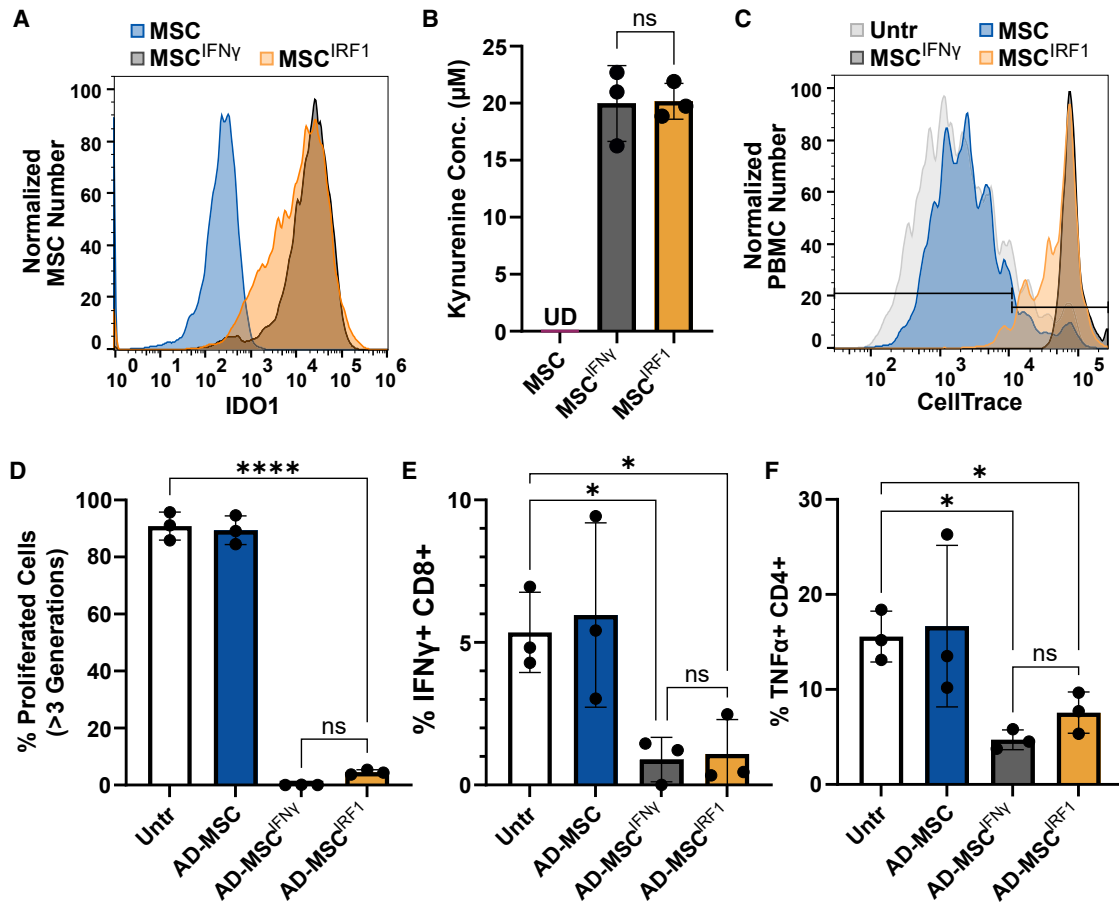 A
MSC
MSC^IFNγ MSC^IRF1
Normalized
MSC Number
100
80
60
40
20
0
10 0 10^1 10^2 10^3 10^4 10^5 10^6
IDO1
B
ns
Kynurenine Conc. (μM)
25
20
15
10
5
0
UD
MSC
MSC^IFNγ
MSC^IRF1
C
Untr MSC
MSC^IFNγ MSC^IRF1
Normalized
PBMC Number
100
80
60
40
20
0
10^2 10^3 10^4 10^5
CellTrace
D
****
% Proliferated Cells
(>3 Generations)
100
80
60
40
20
0
ns
Untr
AD-MSC
AD-MSC^IFNγ
AD-MSC^IRF1
E
*
*
% IFNγ+ CD8+
10
5
0
ns
Untr
AD-MSC
AD-MSC^IFNγ
AD-MSC^IRF1
F
*
*
% TNFα+ CD4+
30
20
10
0
ns
Untr
AD-MSC
AD-MSC^IFNγ
AD-MSC^IRF1